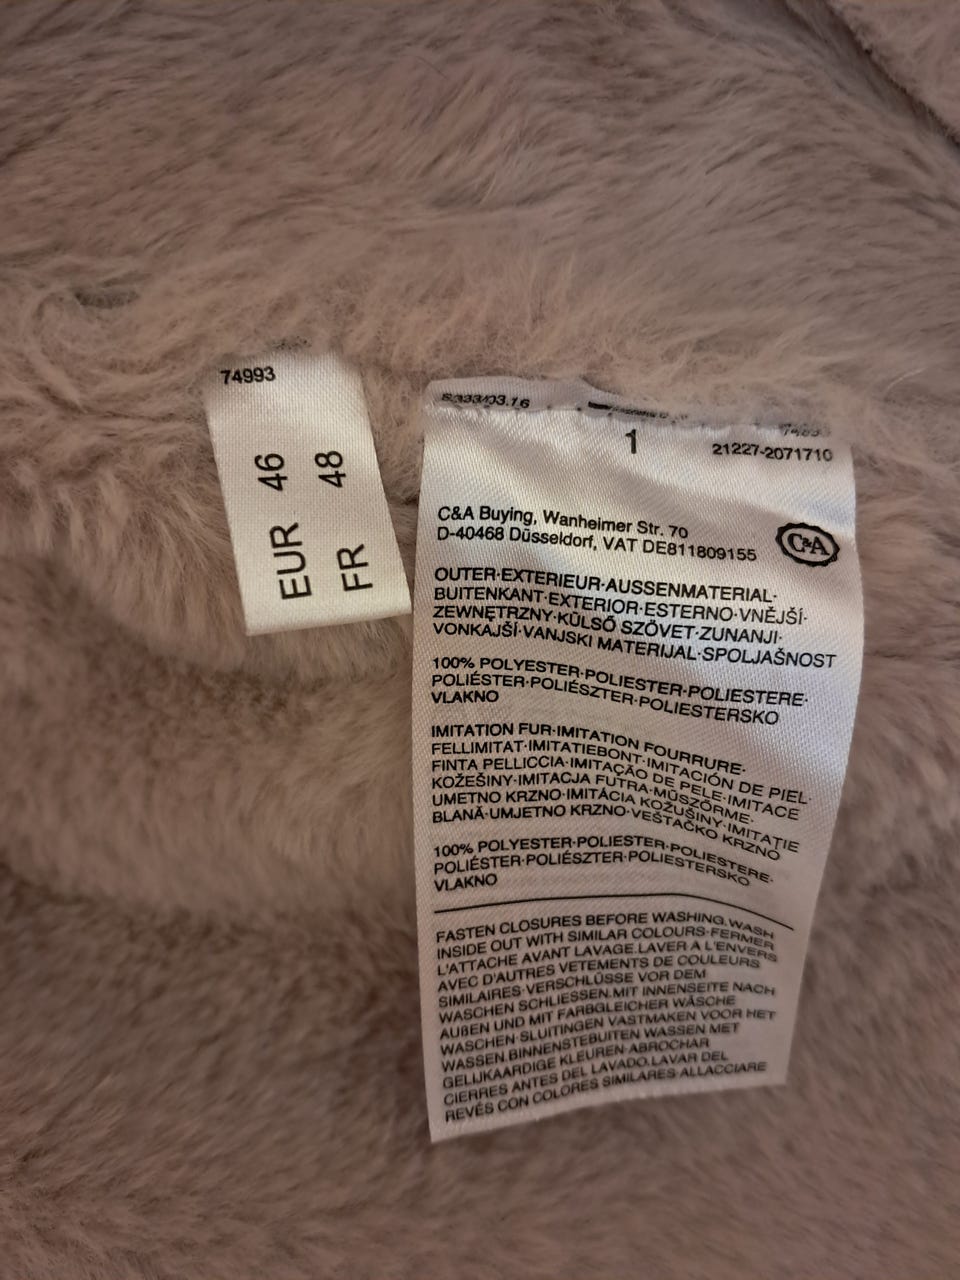 74993
EUR 46
FR 48
1
21227-2071710
C&A Buying, Wanheimer Str. 70
D-40468 Düsseldorf, VAT DE811809155
C&A
OUTER·EXTERIEUR·AUSSENMATERIAL·
BUITENKANT·EXTERIOR·ESTERNO·VNĚJŠÍ·
ZEWNĘTRZNY·KÜLSŐ SZÖVET·ZUNANJI·
VONKAJŠÍ·VANJSKI MATERIJAL·SPOLJAŠNOST
100% POLYESTER·POLIESTER·POLIESTERE·
POLIÉSTER·POLIÉSZTER·POLIESTERSKO
VLAKNO
IMITATION FUR·IMITATION FOURRURE·
FELLIMITAT·IMITATIEBONT·IMITACIÓN DE PIEL·
FINTA PELLICCIA·IMITAÇÃO DE PELE·IMITACE
KOŽEŠINY·IMITACJA FUTRA·MŰSZŐRME·
UMETNO KRZNO·IMITÁCIA KOŽUŠINY·IMITAŢIE
BLANĂ·UMJETNO KRZNO·VEŠTAČKO KRZNO
100% POLYESTER·POLIESTER·POLIESTERE·
POLIÉSTER·POLIÉSZTER·POLIESTERSKO
VLAKNO
FASTEN CLOSURES BEFORE WASHING.WASH
INSIDE OUT WITH SIMILAR COLOURS·FERMER
L'ATTACHE AVANT LAVAGE.LAVER A L'ENVERS
AVEC D'AUTRES VETEMENTS DE COULEURS
SIMILAIRES·VERSCHLÜSSE VOR DEM
WASCHEN SCHLIESSEN.MIT INNENSEITE NACH
AUßEN UND MIT FARBGLEICHER WÄSCHE
WASCHEN·SLUITINGEN VASTMAKEN VOOR HET
WASSEN.BINNENSTEBUITEN WASSEN MET
GELIJKAARDIGE KLEUREN·ABROCHAR
CIERRES ANTES DEL LAVADO.LAVAR DEL
REVÉS CON COLORES SIMILARES·ALLACCIARE